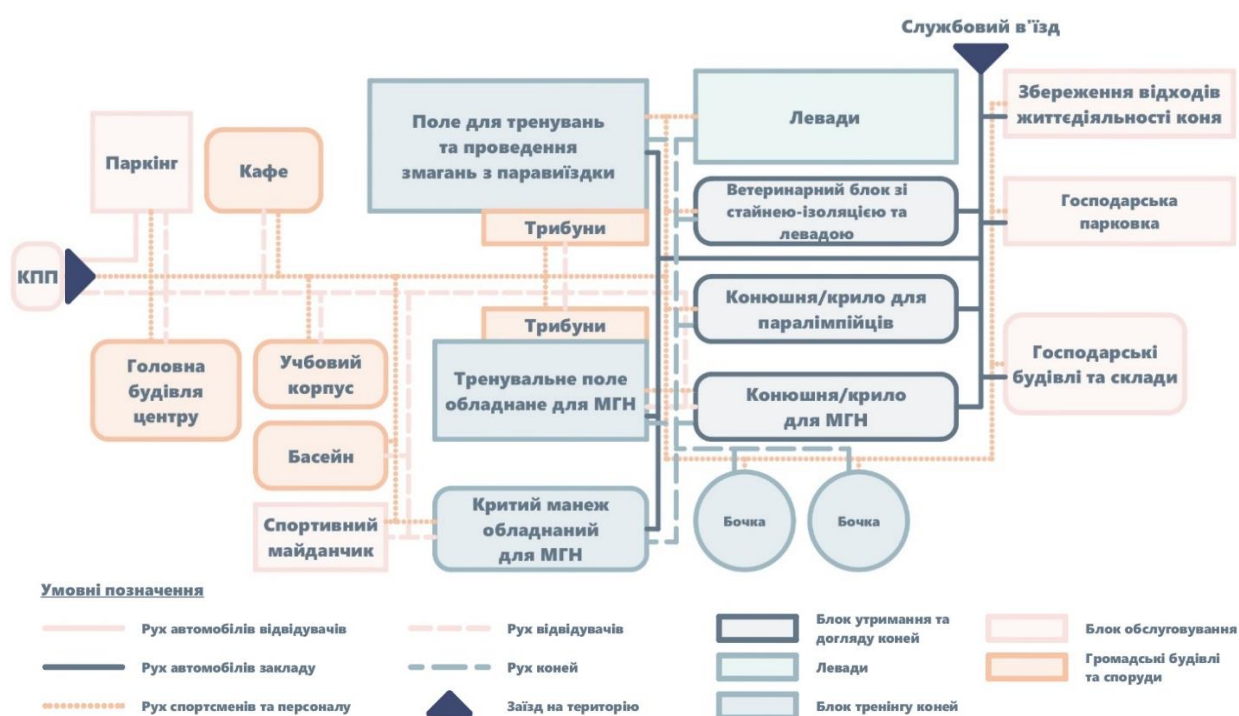 Службовий в'їзд
Поле для тренувань
та проведення
змагань з паравиїздки
Левади
Збереження відходів
життєдіяльності коня
Паркінг
Кафе
Ветеринарний блок зі
стайнею-ізоляцією та
левадою
Господарська
парковка
Трибуни
КПП
Конюшня/крило для
паралімпійців
Трибуни
Головна
будівля
центру
Учбовий
корпус
Тренувальне поле
обладнане для МГН
Конюшня/крило
для МГН
Господарські
будівлі та склади
Басейн
Спортивний
майданчик
Критий манеж
обладнаний
для МГН
Бочка
Бочка
Умовні позначення
Рух автомобілів відвідувачів
Рух автомобілів закладу
Рух спортсменів та персоналу
Рух відвідувачів
Рух коней
Заїзд на територію
Блок утримання та
догляду коней
Левади
Блок тренінгу коней
Блок обслуговування
Громадські будівлі
та споруди